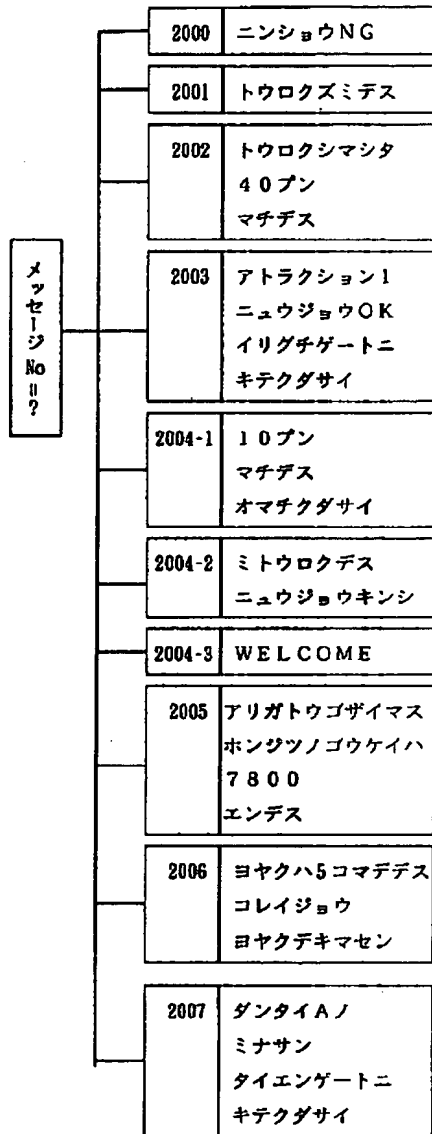 メッセージNo=?
2000 ニンショウNG
2001 トウロクズミデス
2002 トウロクシマシタ
40プン
マチデス
2003 アトラクション1
ニュウジョウOK
イリグチゲートニ
キテクダサイ
2004-1 10プン
マチデス
オマチクダサイ
2004-2 ミトウロクデス
ニュウジョウキンシ
2004-3 WELCOME
2005 アリガトウゴザイマス
ホンジツノゴウケイハ
7800
エンデス
2006 ヨヤクハ5コマデデス
コレイジョウ
ヨヤクデキマセン
2007 ダンタイAノ
ミナサン
タイエンゲートニ
キテクダサイ